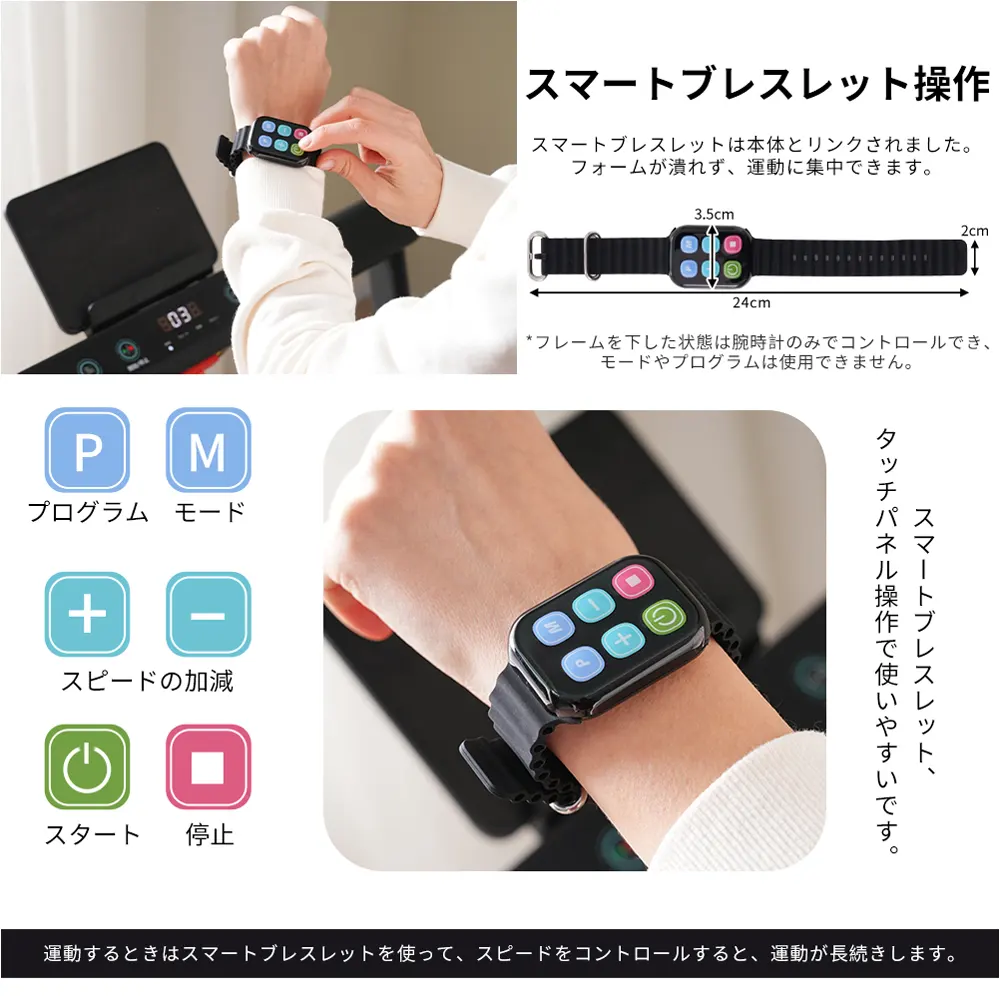 スマートブレスレット操作
スマートブレスレットは本体とリンクされました。
フォームが潰れず、運動に集中できます。
3.5cm
2cm
24cm
*フレームを下した状態は腕時計のみでコントロールでき、
モードやプログラムは使用できません。
03
P
M
プログラム
モード
+
−
スピードの加減
スタート
停止
M
P
+
−
スマートブレスレット、
タッチパネル操作で使いやすいです。
運動するときはスマートブレスレットを使って、スピードをコントロールすると、運動が長続きします。